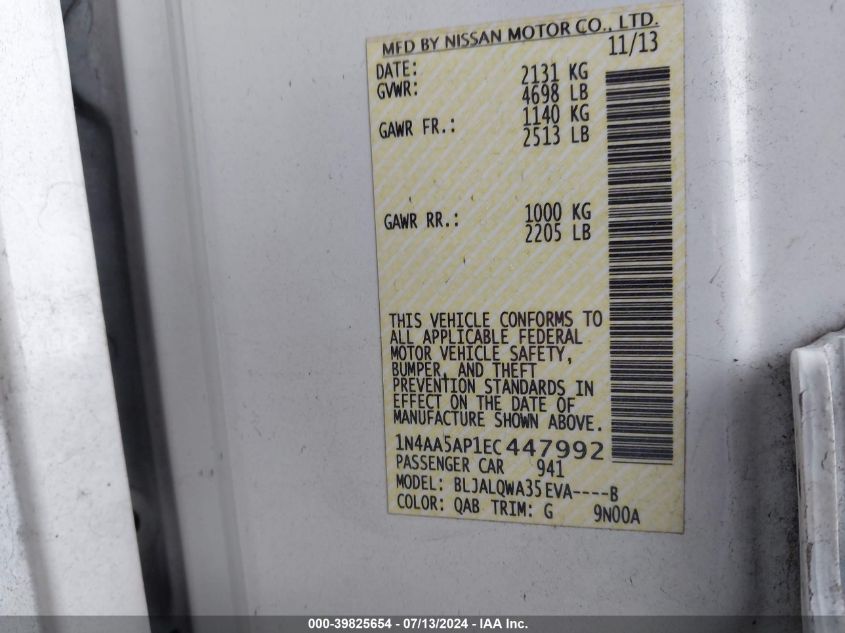 MFD BY NISSAN MOTOR CO., LTD.
DATE: 11/13
GVWR: 2131 KG
4698 LB
GAWR FR.: 1140 KG
2513 LB
GAWR RR.: 1000 KG
2205 LB
THIS VEHICLE CONFORMS TO
ALL APPLICABLE FEDERAL
MOTOR VEHICLE SAFETY,
BUMPER, AND THEFT
PREVENTION STANDARDS IN
EFFECT ON THE DATE OF
MANUFACTURE SHOWN ABOVE.
1N4AA5AP1EC447992
PASSENGER CAR 941
MODEL: BLJALQWA35EVA----B
COLOR: QAB TRIM: G 9N00A
000-39825654 - 07/13/2024 - IAA Inc.